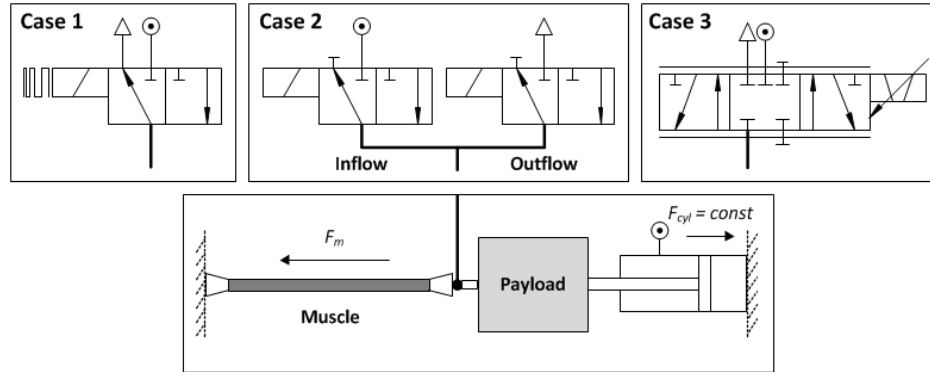 Case 1
Case 2
Case 3
Inflow
Outflow
F_cyl = const
F_m
Payload
Muscle